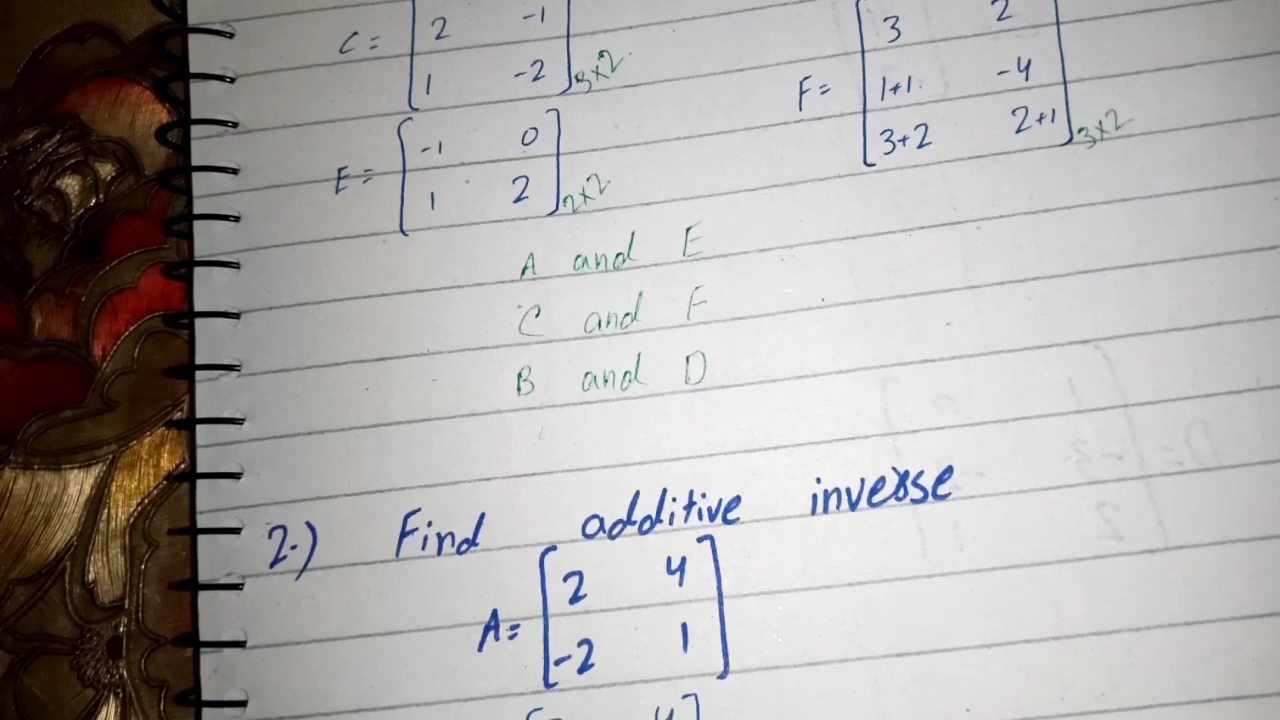 C = [ 2 -1
1 -2 ] 3×2
F = [ 3 2
1+1. -4
3+2 2+1 ] 3×2
E = [ -1 0
1 2 ] 2×2
A and E
C and F
B and D
2.) Find additive inverse
A = [ 2 4
-2 1 ]